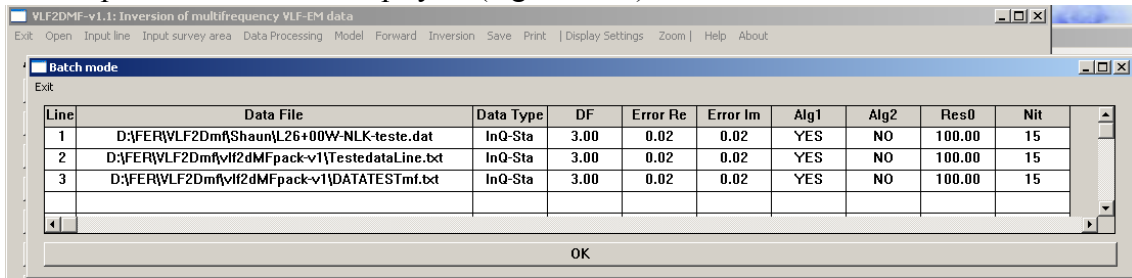 VLF2DMF-v1.1: Inversion of multifrequency VLF-EM data
Exit Open Input line Input survey area Data Processing Model Forward Inversion Save Print | Display Settings Zoom | Help About
Batch mode
Exit
Line Data File Data Type DF Error Re Error Im Alg1 Alg2 Res0 Nit
1 D:\FER\VLF2Dmf\Shaun\L26+00W-NLK-teste.dat InQ-Sta 3.00 0.02 0.02 YES NO 100.00 15
2 D:\FER\VLF2Dmf\vlf2dMFpack-v1\TestedataLine.txt InQ-Sta 3.00 0.02 0.02 YES NO 100.00 15
3 D:\FER\VLF2Dmf\vlf2dMFpack-v1\DATATESTmf.txt InQ-Sta 3.00 0.02 0.02 YES NO 100.00 15
OK